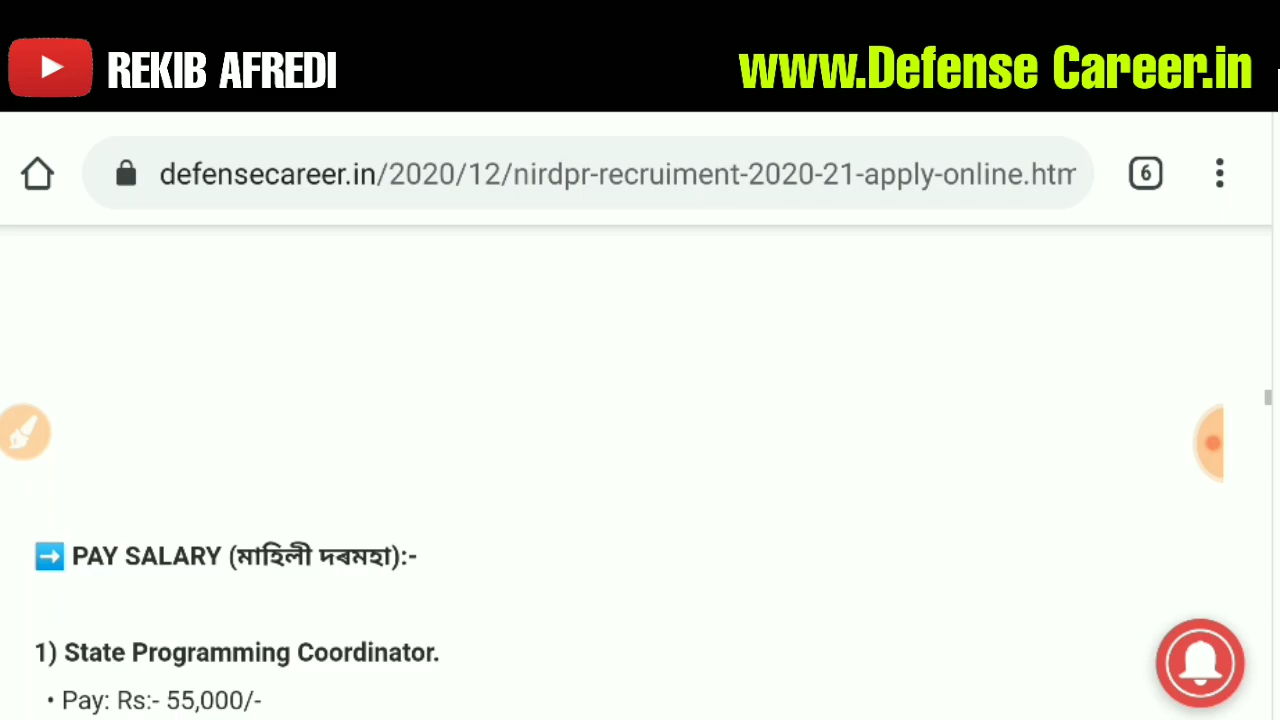 REKIB AFREDI
www.Defense Career.in
defensecareer.in/2020/12/nirdpr-recruiment-2020-21-apply-online.htm
6
PAY SALARY (মাহিলী দৰমহা):-
1) State Programming Coordinator.
• Pay: Rs:- 55,000/-